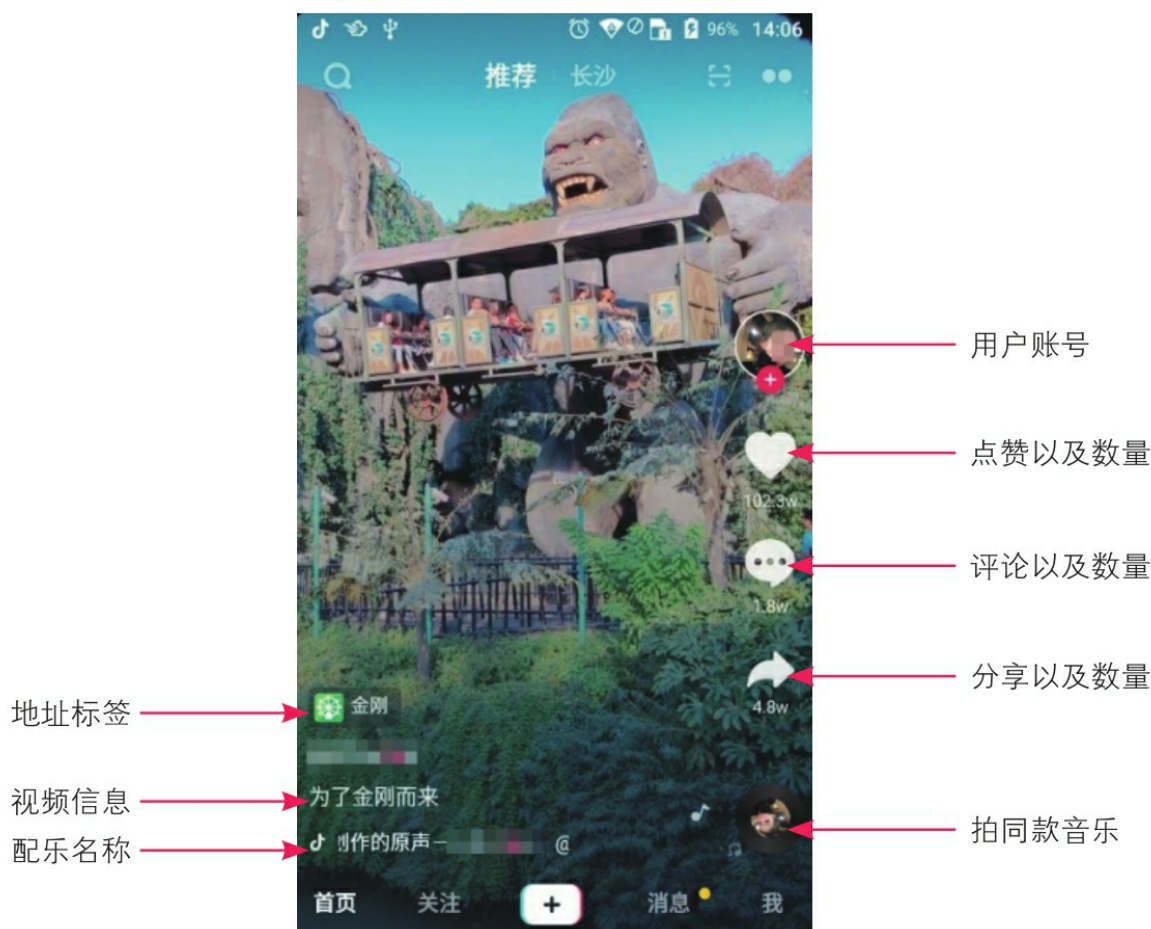 96% 14:06
推荐 长沙
用户账号
点赞以及数量
102.3w
评论以及数量
1.8w
分享以及数量
4.8w
地址标签
金刚
视频信息
为了金刚而来
配乐名称
创作的原声 – @
拍同款音乐
首页 关注 + 消息 我